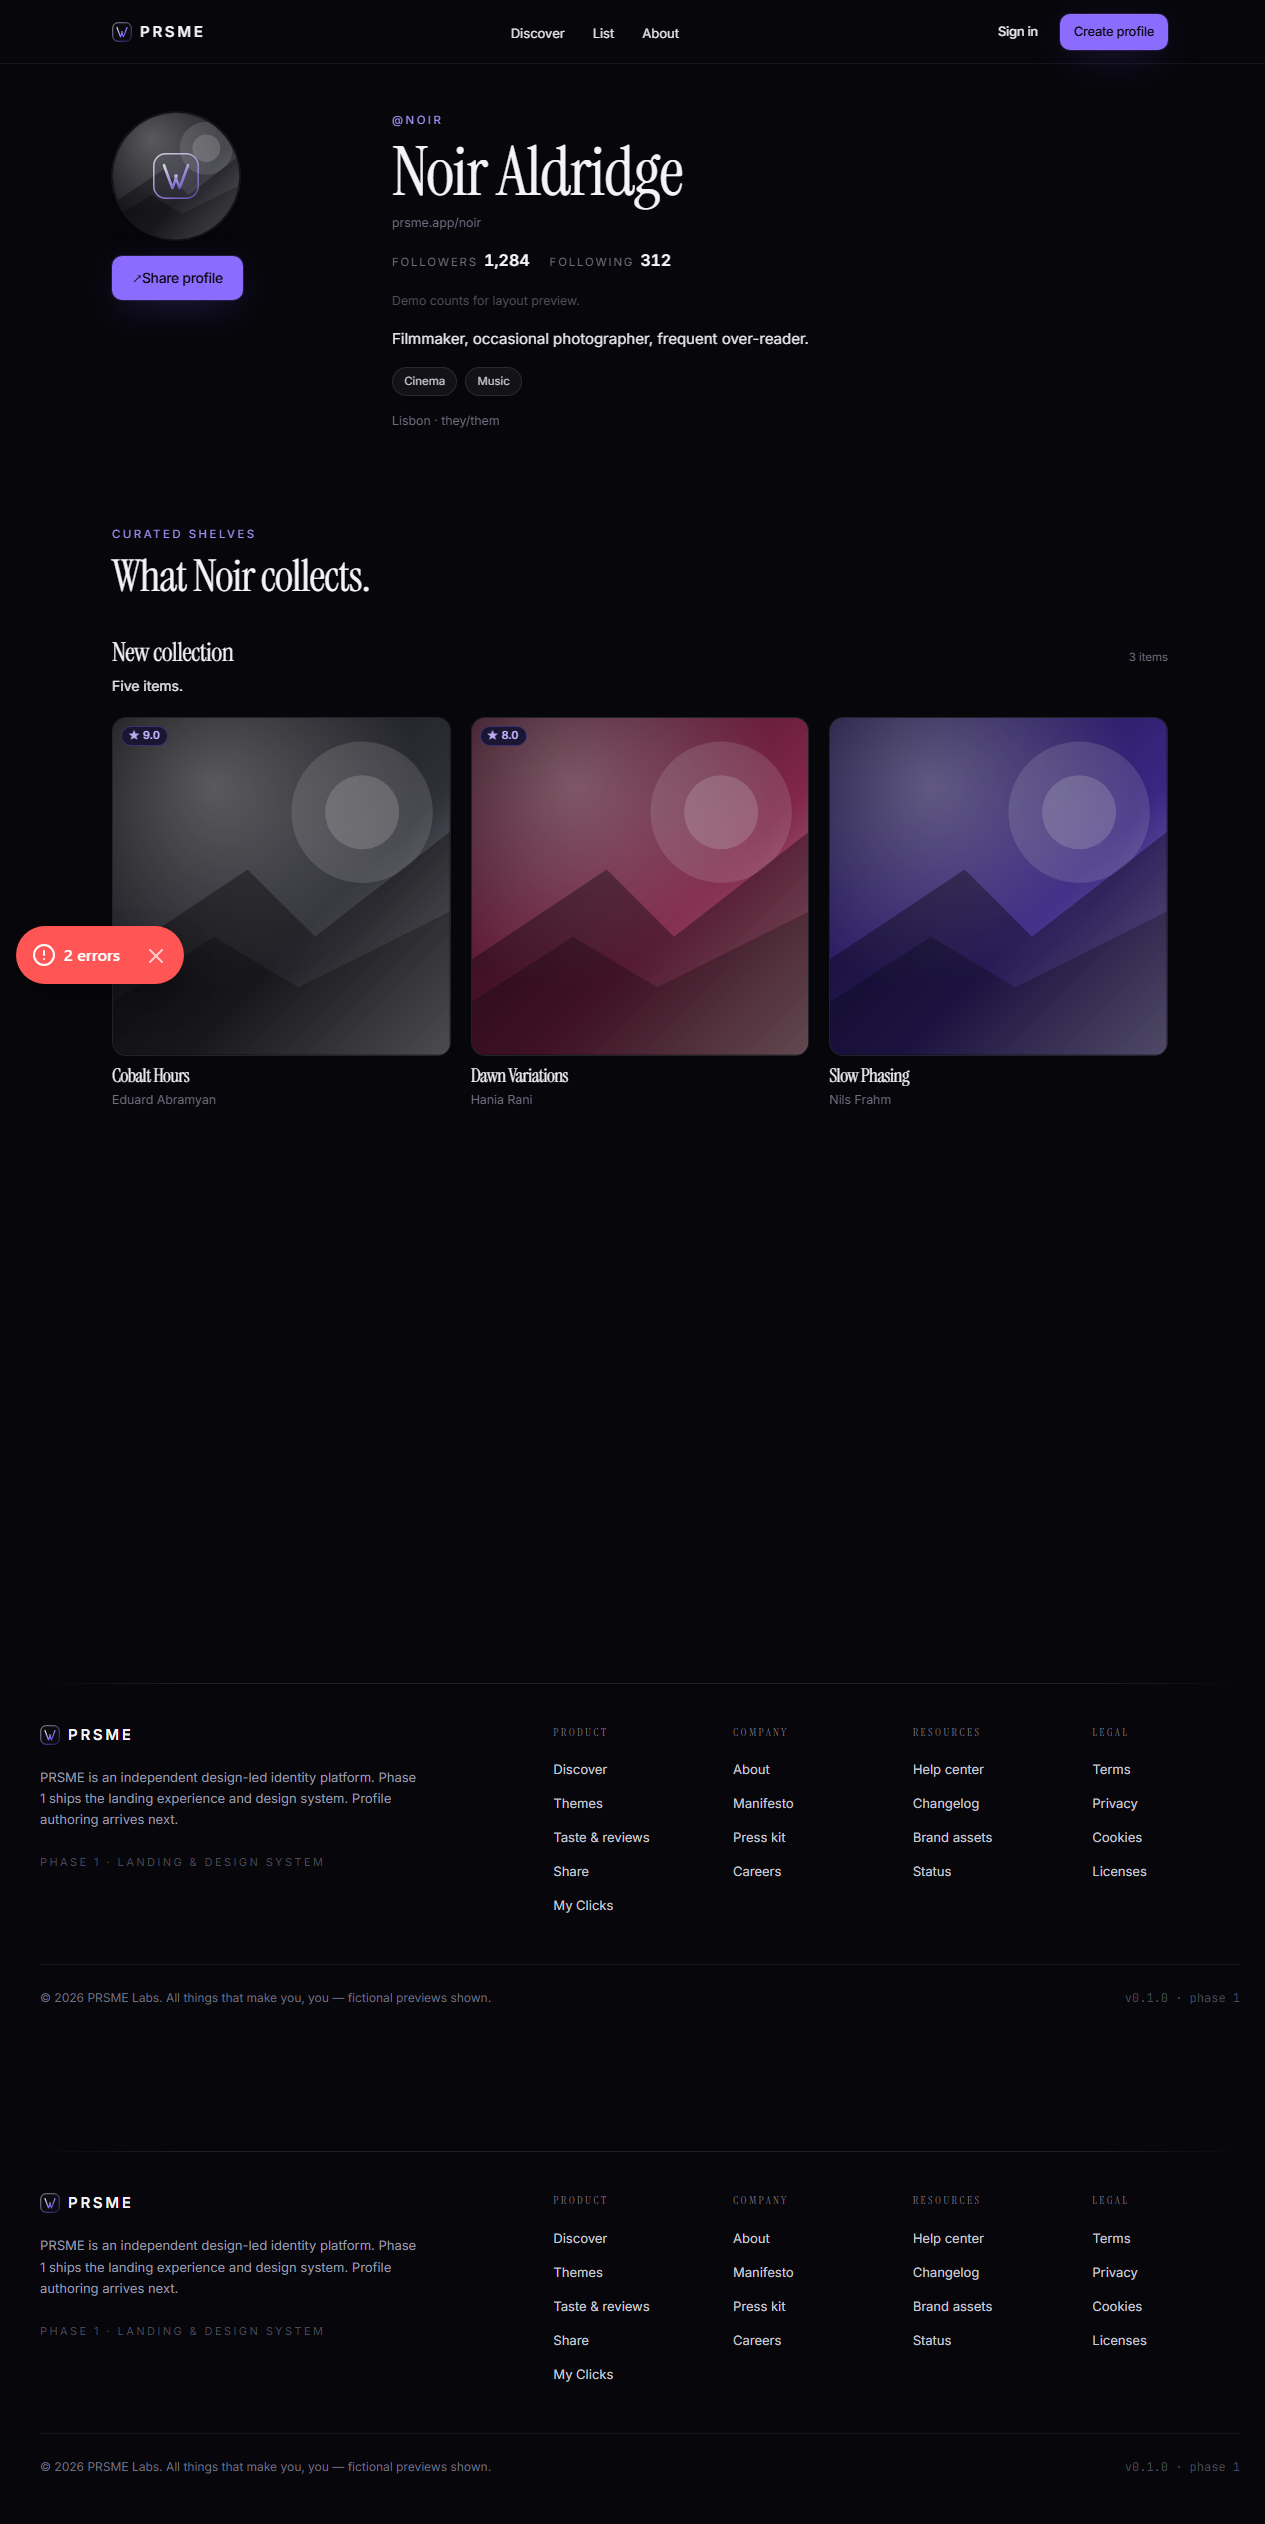 PRSME
Discover List About
Sign in Create profile
@NOIR
Noir Aldridge
prsme.app/noir
↗Share profile
FOLLOWERS 1,284 FOLLOWING 312
Demo counts for layout preview.
Filmmaker, occasional photographer, frequent over-reader.
Cinema Music
Lisbon · they/them
CURATED SHELVES
What Noir collects.
New collection
3 items
Five items.
★ 9.0
★ 8.0
2 errors
Cobalt Hours
Eduard Abramyan
Dawn Variations
Hania Rani
Slow Phasing
Nils Frahm
PRSME
PRSME is an independent design-led identity platform. Phase
1 ships the landing experience and design system. Profile
authoring arrives next.
PHASE 1 · LANDING & DESIGN SYSTEM
PRODUCT
Discover
Themes
Taste & reviews
Share
My Clicks
COMPANY
About
Manifesto
Press kit
Careers
RESOURCES
Help center
Changelog
Brand assets
Status
LEGAL
Terms
Privacy
Cookies
Licenses
© 2026 PRSME Labs. All things that make you, you — fictional previews shown.
v0.1.0 · phase 1
PRSME
PRSME is an independent design-led identity platform. Phase
1 ships the landing experience and design system. Profile
authoring arrives next.
PHASE 1 · LANDING & DESIGN SYSTEM
PRODUCT
Discover
Themes
Taste & reviews
Share
My Clicks
COMPANY
About
Manifesto
Press kit
Careers
RESOURCES
Help center
Changelog
Brand assets
Status
LEGAL
Terms
Privacy
Cookies
Licenses
© 2026 PRSME Labs. All things that make you, you — fictional previews shown.
v0.1.0 · phase 1